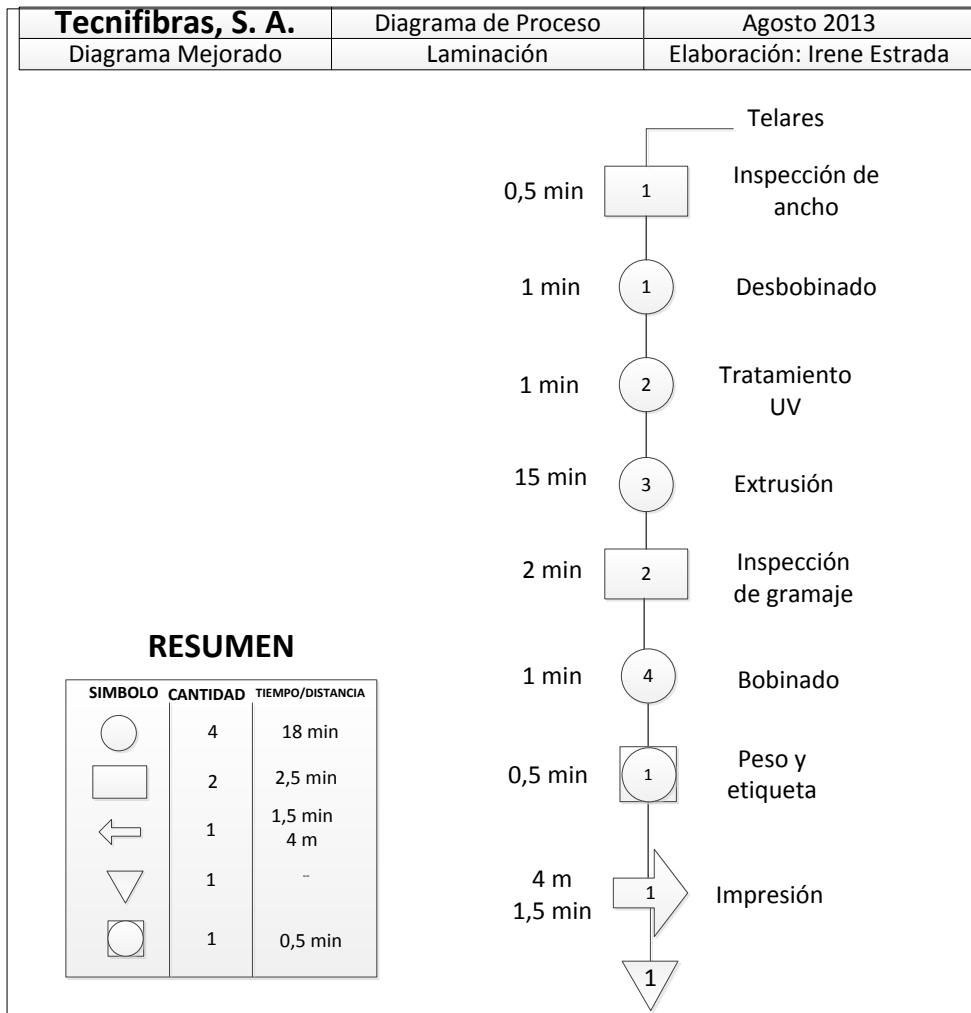 Tecnifibras, S. A.
Diagrama de Proceso
Agosto 2013
Diagrama Mejorado
Laminación
Elaboración: Irene Estrada
Telares
0,5 min
1
Inspección de
ancho
1 min
1
Desbobinado
1 min
2
Tratamiento
UV
15 min
3
Extrusión
2 min
2
Inspección
de gramaje
1 min
4
Bobinado
0,5 min
1
Peso y
etiqueta
4 m
1,5 min
1
Impresión
1
RESUMEN
SIMBOLO CANTIDAD TIEMPO/DISTANCIA
4 18 min
2 2,5 min
1 1,5 min
4 m
1 --
1 0,5 min